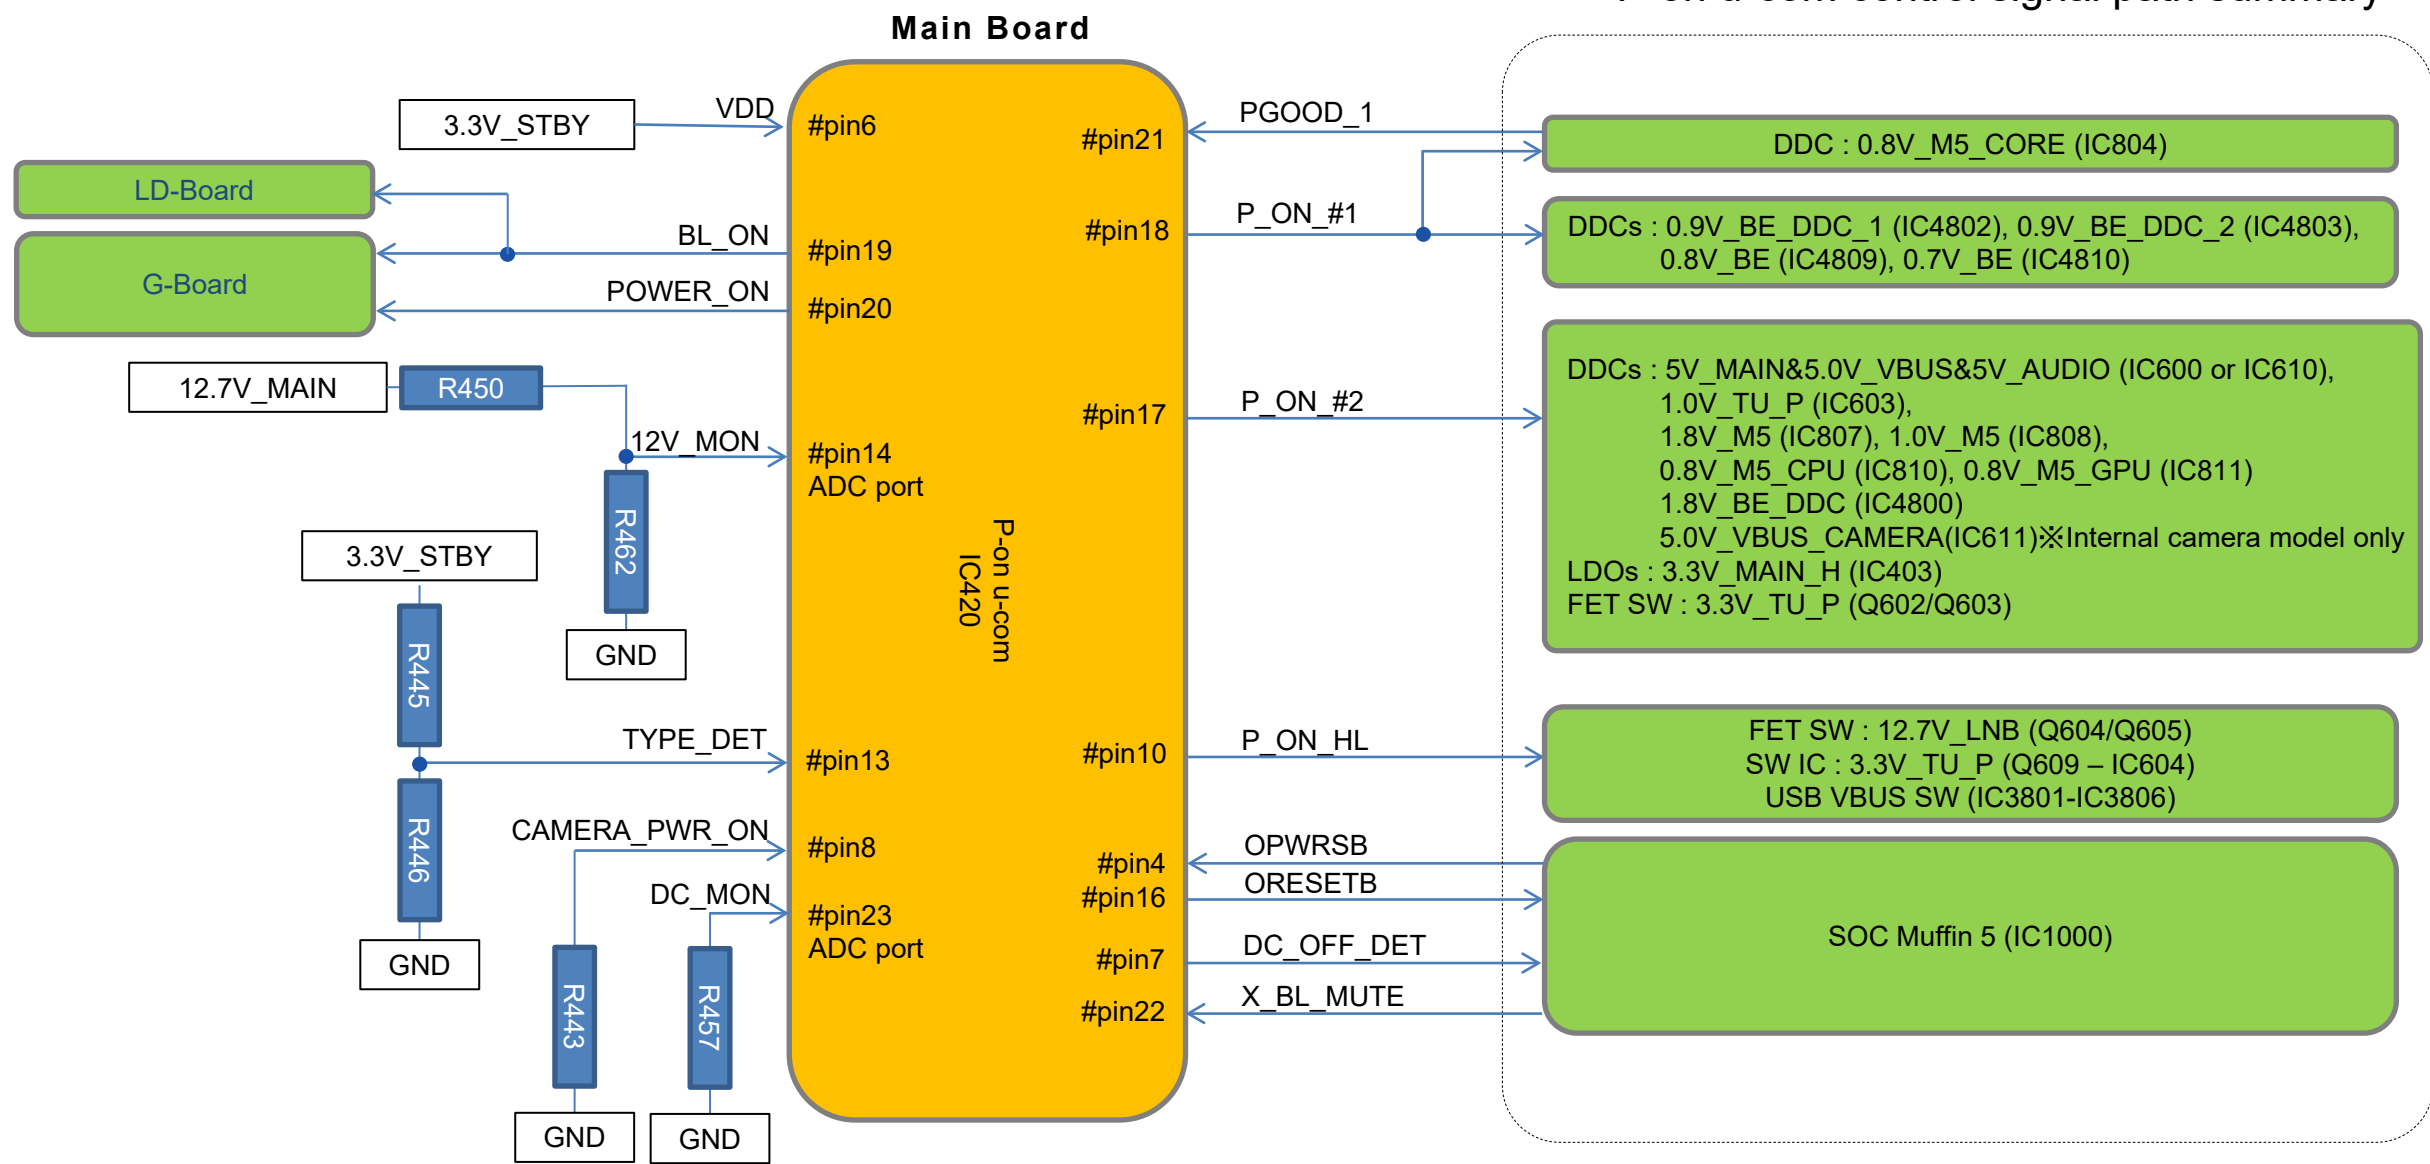 P-on u-com control signal path summary
Main Board
3.3V_STBY
VDD
#pin6
LD-Board
G-Board
BL_ON
#pin19
POWER_ON
#pin20
12.7V_MAIN
R450
12V_MON
#pin14
ADC port
R462
GND
3.3V_STBY
R445
TYPE_DET
#pin13
R446
GND
CAMERA_PWR_ON
#pin8
R443
GND
DC_MON
#pin23
ADC port
R457
GND
P-on u-com
IC420
#pin21
PGOOD_1
DDC : 0.8V_M5_CORE (IC804)
#pin18
P_ON_#1
DDCs : 0.9V_BE_DDC_1 (IC4802), 0.9V_BE_DDC_2 (IC4803),
0.8V_BE (IC4809), 0.7V_BE (IC4810)
#pin17
P_ON_#2
DDCs : 5V_MAIN&5.0V_VBUS&5V_AUDIO (IC600 or IC610),
1.0V_TU_P (IC603),
1.8V_M5 (IC807), 1.0V_M5 (IC808),
0.8V_M5_CPU (IC810), 0.8V_M5_GPU (IC811)
1.8V_BE_DDC (IC4800)
5.0V_VBUS_CAMERA(IC611)※Internal camera model only
LDOs : 3.3V_MAIN_H (IC403)
FET SW : 3.3V_TU_P (Q602/Q603)
#pin10
P_ON_HL
FET SW : 12.7V_LNB (Q604/Q605)
SW IC : 3.3V_TU_P (Q609 – IC604)
USB VBUS SW (IC3801-IC3806)
#pin4
OPWRSB
#pin16
ORESETB
#pin7
DC_OFF_DET
#pin22
X_BL_MUTE
SOC Muffin 5 (IC1000)